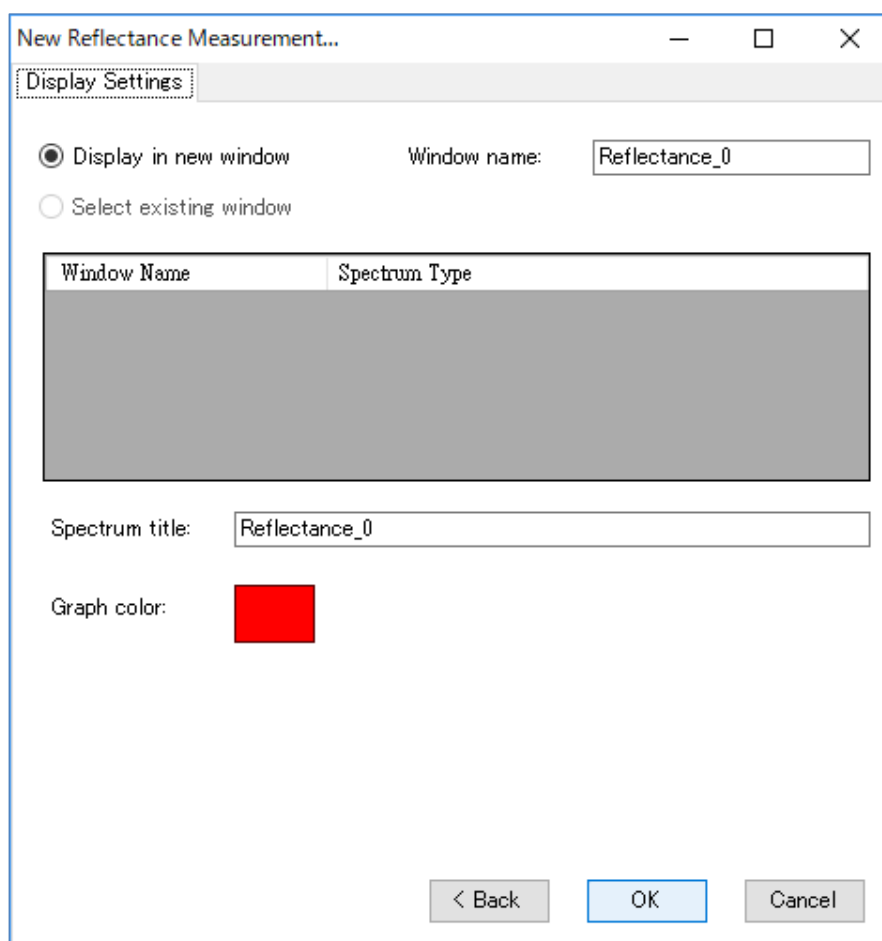 New Reflectance Measurement...
Display Settings
Display in new window Window name: Reflectance_0
Select existing window
Window Name Spectrum Type
Spectrum title: Reflectance_0
Graph color:
< Back OK Cancel